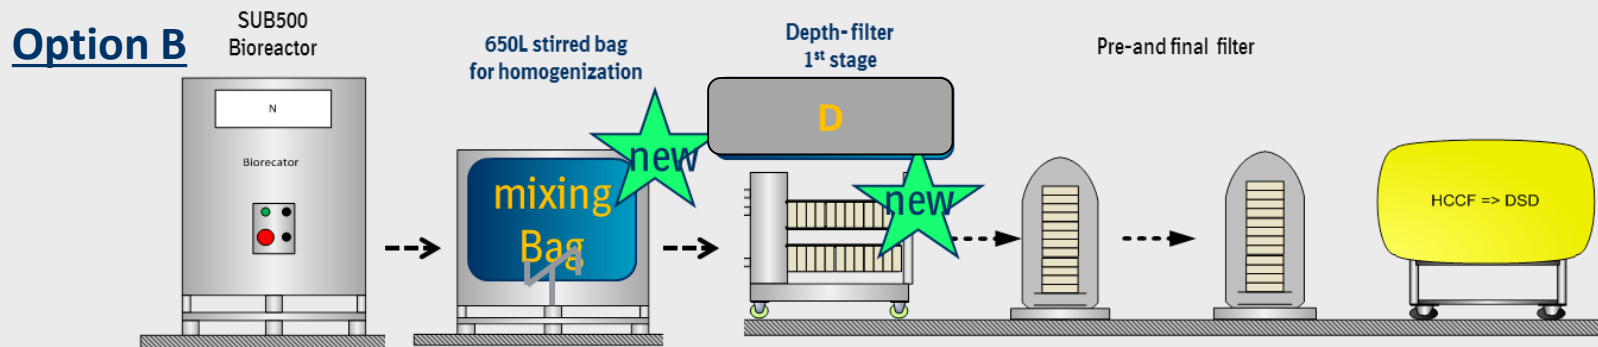 Option B
SUB500
Bioreactor
650L stirred bag
for homogenization
Depth-filter
1st stage
Pre-and final filter
N
Biorecator
mixing
Bag
new
D
new
HCCF => DSD